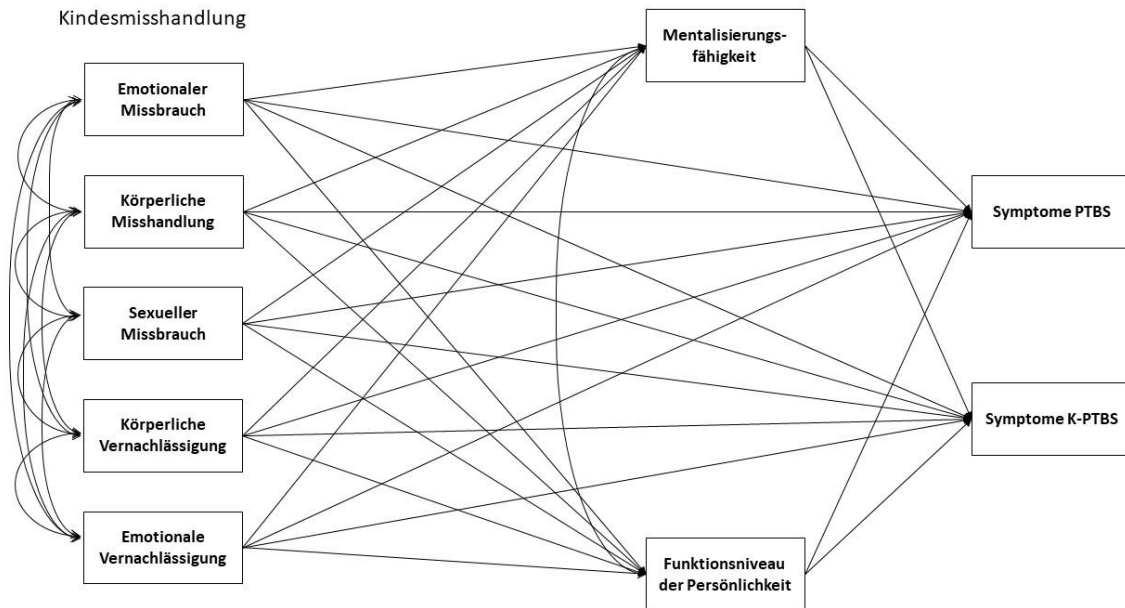 Kindesmisshandlung
Emotionaler
Missbrauch
Körperliche
Misshandlung
Sexueller
Missbrauch
Körperliche
Vernachlässigung
Emotionale
Vernachlässigung
Mentalisierungs-
fähigkeit
Funktionsniveau
der Persönlichkeit
Symptome PTBS
Symptome K-PTBS